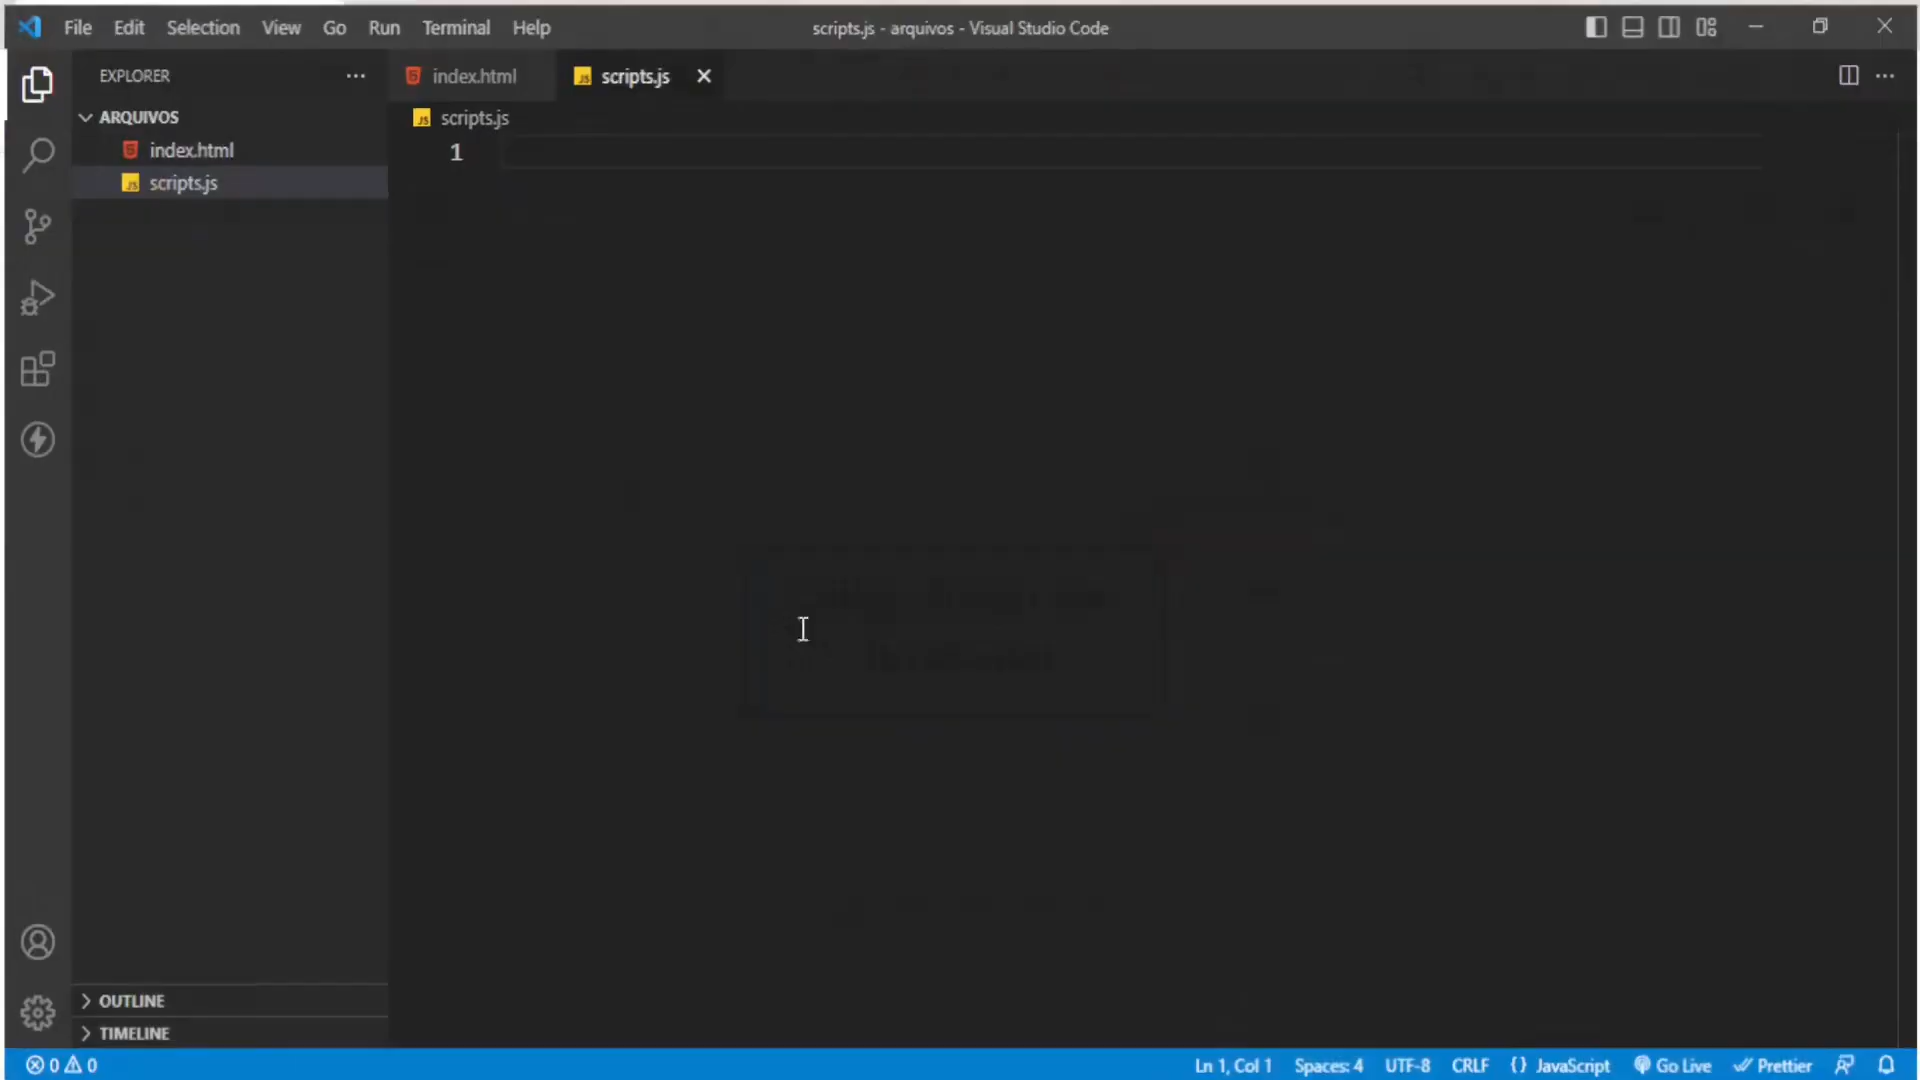 File Edit Selection View Go Run Terminal Help
scripts.js - arquivos - Visual Studio Code
EXPLORER
index.html
scripts.js
ARQUIVOS
scripts.js
index.html
1
scripts.js
OUTLINE
TIMELINE
0 0
Ln 1, Col 1 Spaces: 4 UTF-8 CRLF {} JavaScript Go Live Prettier